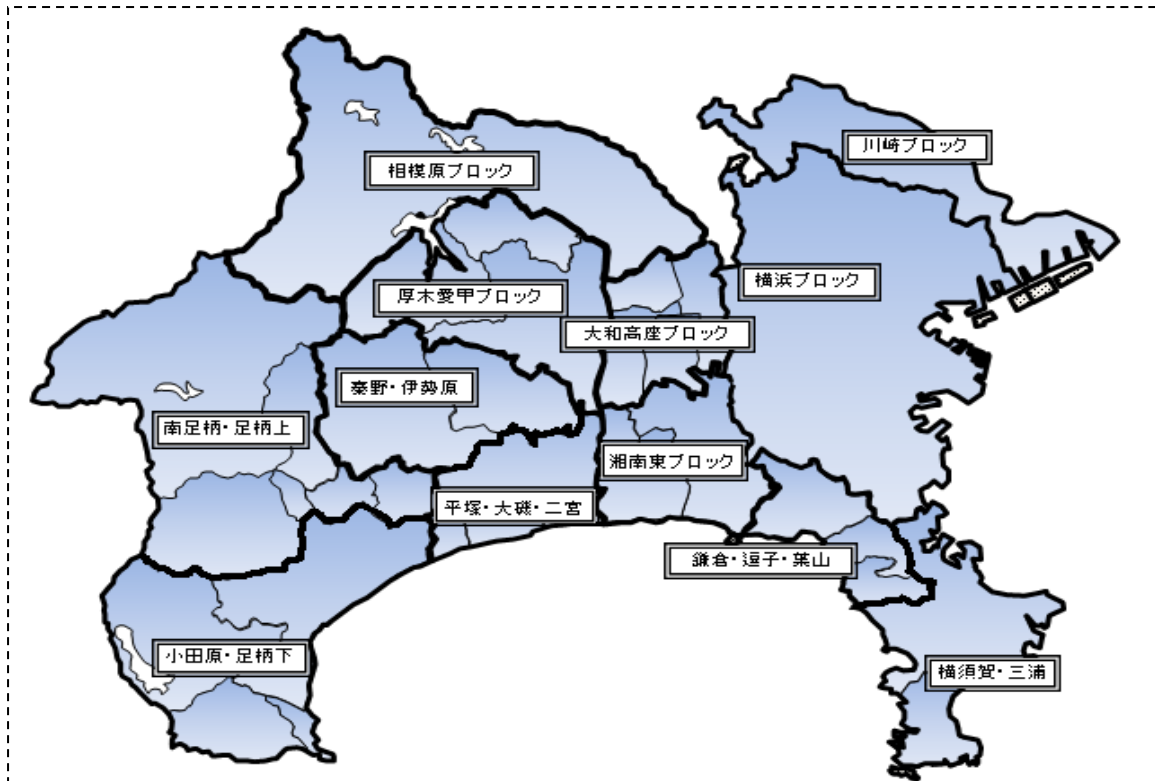 川崎ブロック
相模原ブロック
横浜ブロック
厚木愛甲ブロック
大和高座ブロック
秦野・伊勢原
南足柄・足柄上
湘南東ブロック
平塚・大磯・二宮
鎌倉・逗子・葉山
小田原・足柄下
横須賀・三浦